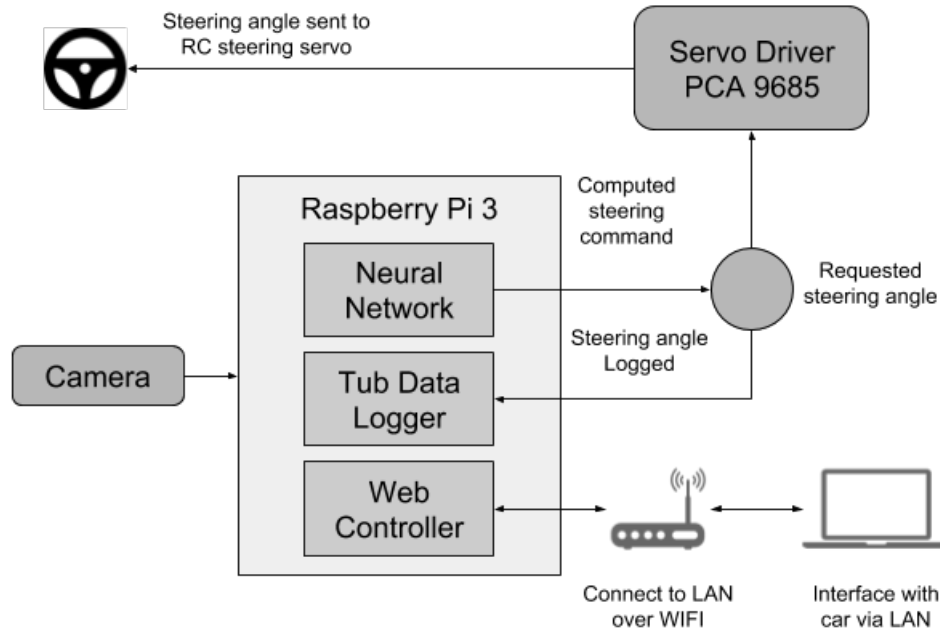 Steering angle sent to
RC steering servo
Servo Driver
PCA 9685
Raspberry Pi 3
Computed
steering
command
Neural
Network
Requested
steering angle
Steering angle
Logged
Camera
Tub Data
Logger
Web
Controller
Connect to LAN
over WIFI
Interface with
car via LAN